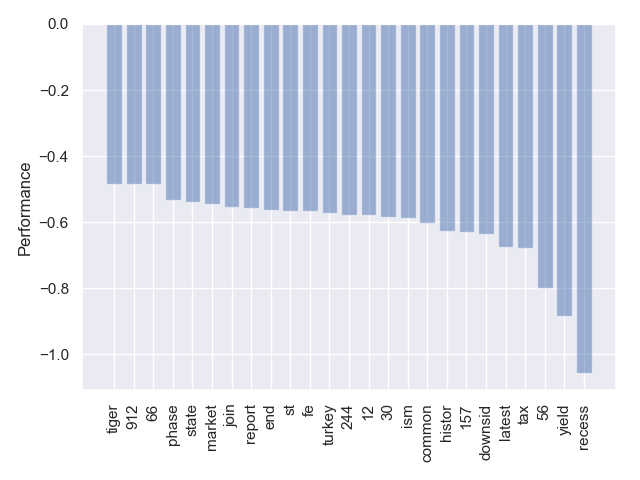 0.0
−0.2
−0.4
−0.6
−0.8
−1.0
Performance
tiger
912
66
phase
state
market
join
report
end
st
fe
turkey
244
12
30
ism
common
histor
157
downsid
latest
tax
56
yield
recess